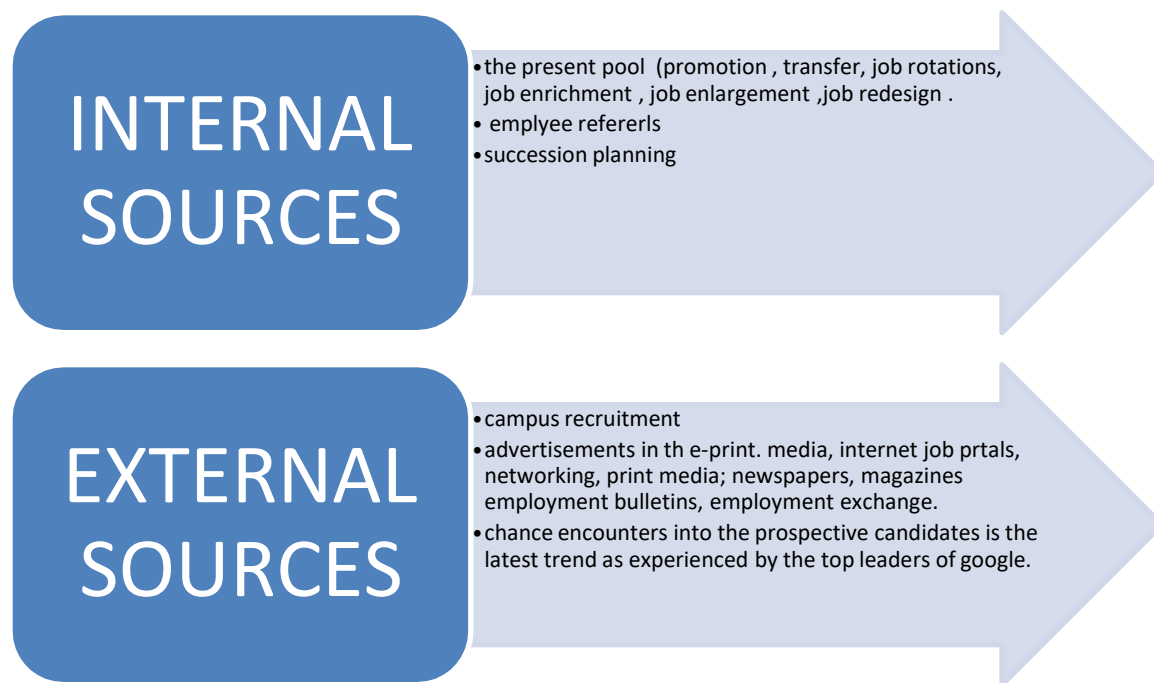 INTERNAL
SOURCES
•the present pool (promotion , transfer, job rotations,
job enrichment , job enlargement ,job redesign .
• emplyee refererls
•succession planning
EXTERNAL
SOURCES
•campus recruitment
•advertisements in th e-print. media, internet job prtals,
networking, print media; newspapers, magazines
employment bulletins, employment exchange.
•chance encounters into the prospective candidates is the
latest trend as experienced by the top leaders of google.